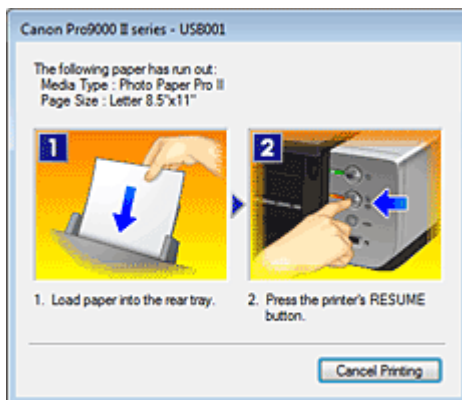 Canon Pro9000 II series - USB001
The following paper has run out:
Media Type : Photo Paper Pro II
Page Size : Letter 8.5"x11"
1
2
1. Load paper into the rear tray.
2. Press the printer's RESUME
button.
Cancel Printing